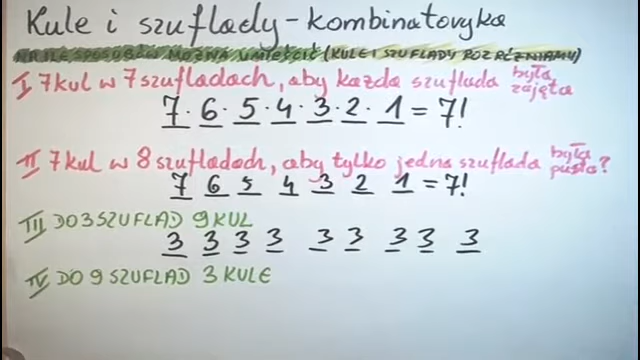 Kule i szuflady - kombinatoryka
NA ILE SPOSOBÓW MOŻNA UMIEŚCIĆ (KULE I SZUFLADY ROZRÓŻNIAMY)
I 7 kul w 7 szufladach, aby każda szuflada była zajęta
7 · 6 · 5 · 4 · 3 · 2 · 1 = 7!
II 7 kul w 8 szufladach, aby tylko jedna szuflada była pusta?
7 6 5 4 3 2 1 = 7!
III DO 3 SZUFLAD 9 KUL
3 3 3 3 3 3 3 3 3
IV DO 9 SZUFLAD 3 KULE